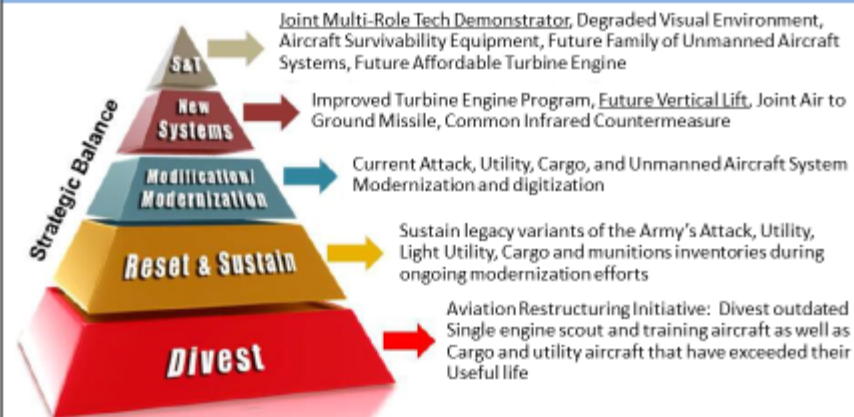 Joint Multi-Role Tech Demonstrator, Degraded Visual Environment,
Aircraft Survivability Equipment, Future Family of Unmanned Aircraft
Systems, Future Affordable Turbine Engine
S&T
Improved Turbine Engine Program, Future Vertical Lift, Joint Air to
Ground Missile, Common Infrared Countermeasure
New
Systems
Strategic Balance
Current Attack, Utility, Cargo, and Unmanned Aircraft System
Modernization and digitization
Modification/
Modernization
Sustain legacy variants of the Army's Attack, Utility,
Light Utility, Cargo and munitions inventories during
ongoing modernization efforts
Reset & Sustain
Aviation Restructuring Initiative: Divest outdated
Single engine scout and training aircraft as well as
Cargo and utility aircraft that have exceeded their
Useful life
Divest